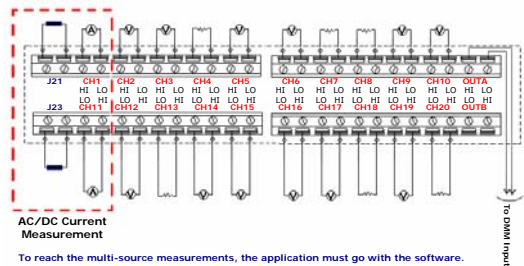 J21 CH1 CH2 CH3 CH4 CH5 CH6 CH7 CH8 CH9 CH10 OUTA
HI LO HI LO HI LO HI LO HI LO HI LO HI LO HI LO HI LO HI LO
LO HI LO HI LO HI LO HI LO HI LO HI LO HI LO HI LO HI LO HI
J23 CH11 CH12 CH13 CH14 CH15 CH16 CH17 CH18 CH19 CH20 OUTB
A V V V V V V
A V V V V V V
AC/DC Current
Measurement
To DMM Input
To reach the multi-source measurements, the application must go with the software.